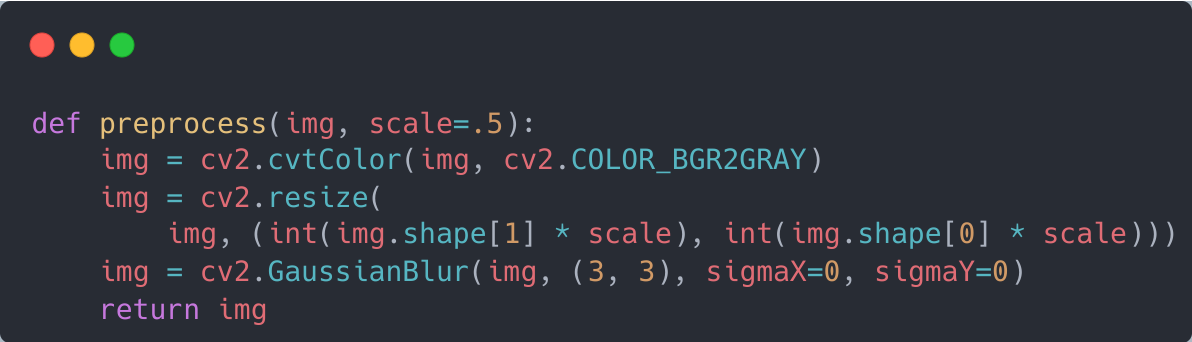 def preprocess(img, scale=.5):
    img = cv2.cvtColor(img, cv2.COLOR_BGR2GRAY)
    img = cv2.resize(
        img, (int(img.shape[1] * scale), int(img.shape[0] * scale)))
    img = cv2.GaussianBlur(img, (3, 3), sigmaX=0, sigmaY=0)
    return img